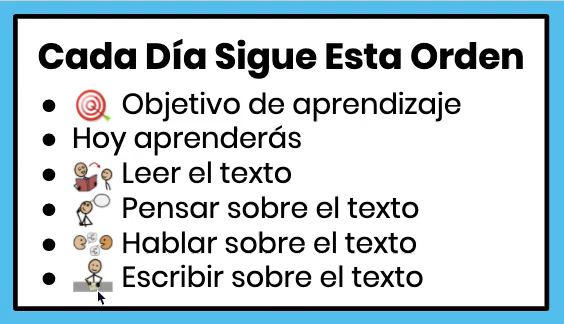 Cada Día Sigue Esta Orden
• Objetivo de aprendizaje
• Hoy aprenderás
• Leer el texto
• Pensar sobre el texto
• Hablar sobre el texto
• Escribir sobre el texto